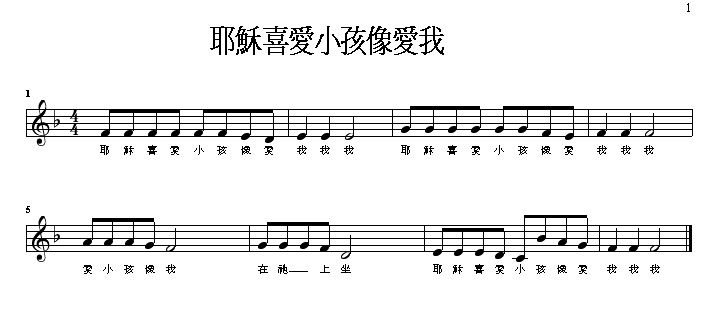 1
耶穌喜愛小孩像愛我
1
4
4
耶 穌 喜 愛 小 孩 像 愛 我 我 我 耶 穌 喜 愛 小 孩 像 愛 我 我 我
5
愛 小 孩 像 我 在 祂 上 坐 耶 穌 喜 愛 小 孩 像 愛 我 我 我